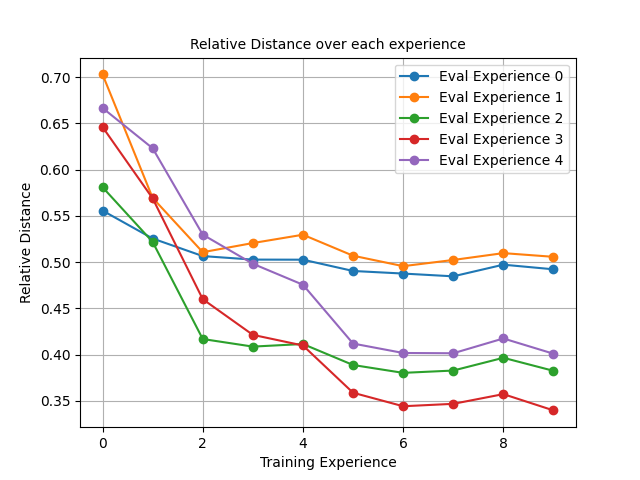 Relative Distance over each experience
Relative Distance
0.70
0.65
0.60
0.55
0.50
0.45
0.40
0.35
Eval Experience 0
Eval Experience 1
Eval Experience 2
Eval Experience 3
Eval Experience 4
0 2 4 6 8
Training Experience